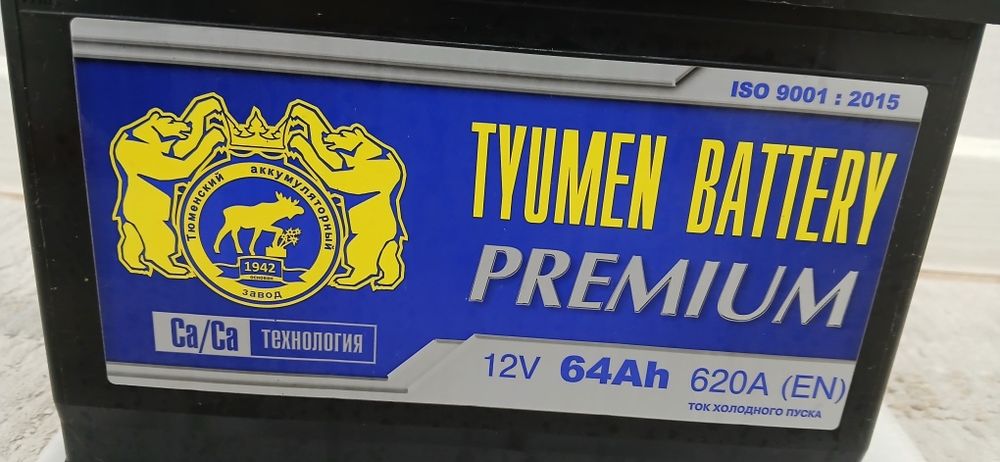 ISO 9001 : 2015
Тюменский аккумуляторный
1942
основан
завод
TYUMEN BATTERY
PREMIUM
Ca/Ca технология
12V 64Ah 620A (EN)
ТОК ХОЛОДНОГО ПУСКА